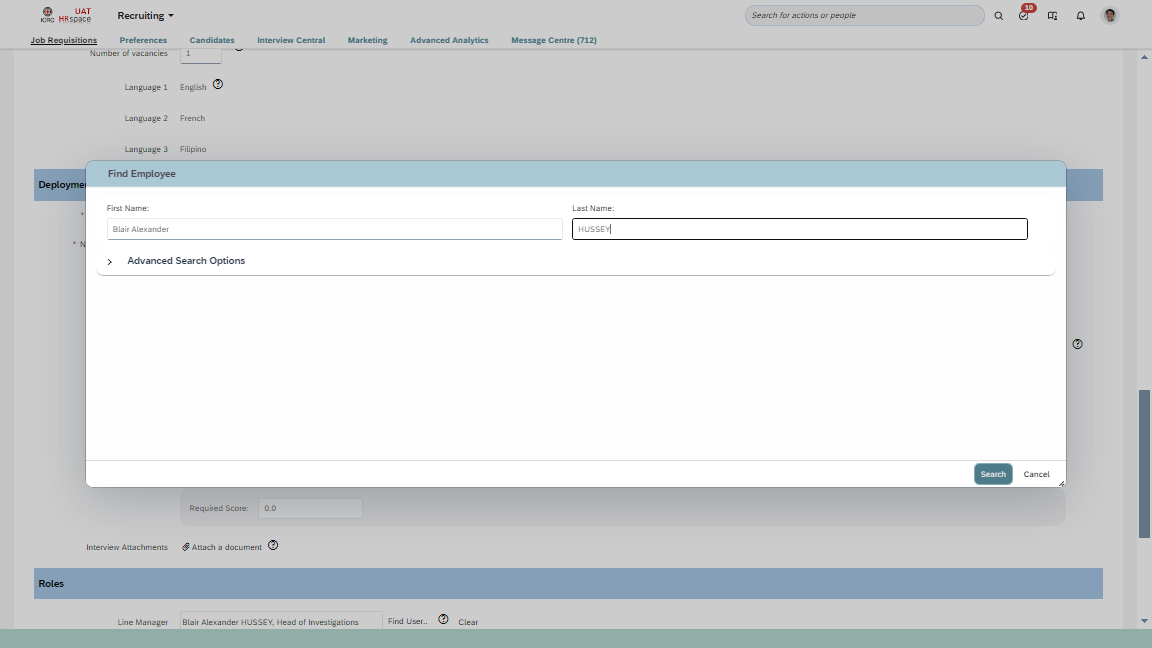 UAT
ICRC HRspace
Recruiting
Search for actions or people
10
Job Requisitions Preferences Candidates Interview Central Marketing Advanced Analytics Message Centre (712)
Number of vacancies 1
Language 1 English
Language 2 French
Language 3 Filipino
Find Employee
Deployme
*
* N
First Name: Last Name:
Blair Alexander HUSSEY
Advanced Search Options
Search Cancel
Required Score: 0.0
Interview Attachments Attach a document
Roles
Line Manager Blair Alexander HUSSEY, Head of Investigations Find User.. Clear